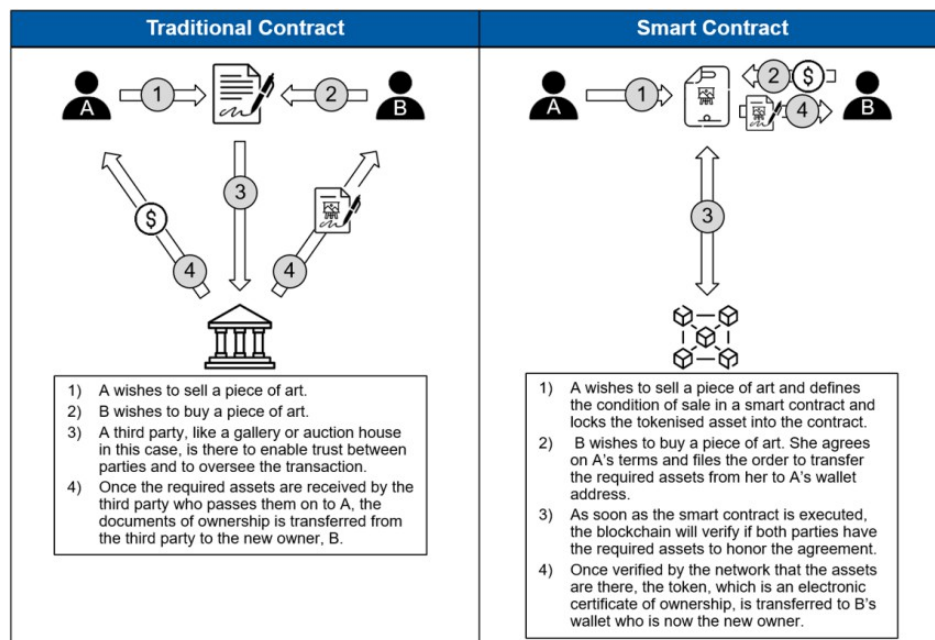 Traditional Contract
A
1
2
B
3
$
4
4
1) A wishes to sell a piece of art.
2) B wishes to buy a piece of art.
3) A third party, like a gallery or auction house
in this case, is there to enable trust between
parties and to oversee the transaction.
4) Once the required assets are received by the
third party who passes them on to A, the
documents of ownership is transferred from
the third party to the new owner, B.
Smart Contract
A
1
2
$
4
B
3
1) A wishes to sell a piece of art and defines
the condition of sale in a smart contract and
locks the tokenised asset into the contract.
2) B wishes to buy a piece of art. She agrees
on A's terms and files the order to transfer
the required assets from her to A's wallet
address.
3) As soon as the smart contract is executed,
the blockchain will verify if both parties have
the required assets to honor the agreement.
4) Once verified by the network that the assets
are there, the token, which is an electronic
certificate of ownership, is transferred to B's
wallet who is now the new owner.